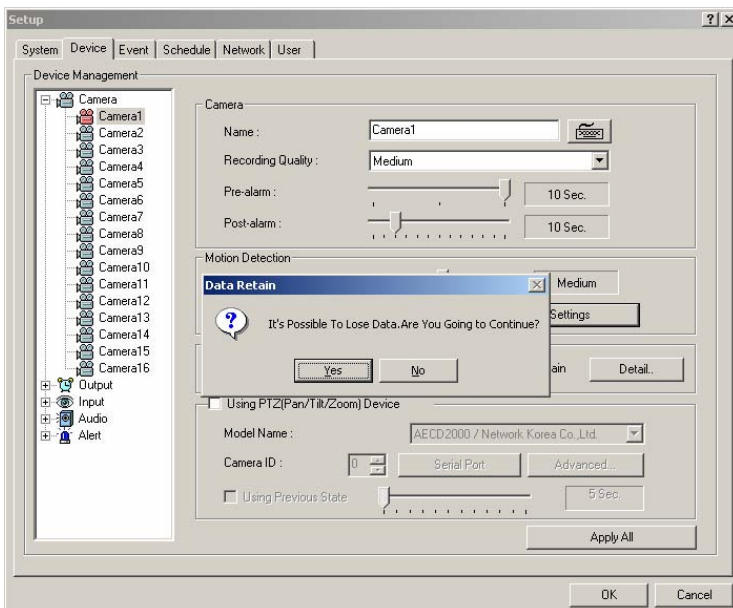 Setup
System Device Event Schedule Network User
Device Management
Camera
Camera1
Camera2
Camera3
Camera4
Camera5
Camera6
Camera7
Camera8
Camera9
Camera10
Camera11
Camera12
Camera13
Camera14
Camera15
Camera16
Output
Input
Audio
Alert
Camera
Name : Camera1
Recording Quality : Medium
Pre-alarm : 10 Sec.
Post-alarm : 10 Sec.
Motion Detection
Medium
Settings
Data Retain
It's Possible To Lose Data.Are You Going to Continue?
Yes No
ain Detail..
Using PTZ(Pan/Tilt/Zoom) Device
Model Name : AECD2000 / Network Korea Co.,Ltd.
Camera ID : 0 Serial Port Advanced...
Using Previous State 5 Sec.
Apply All
OK Cancel